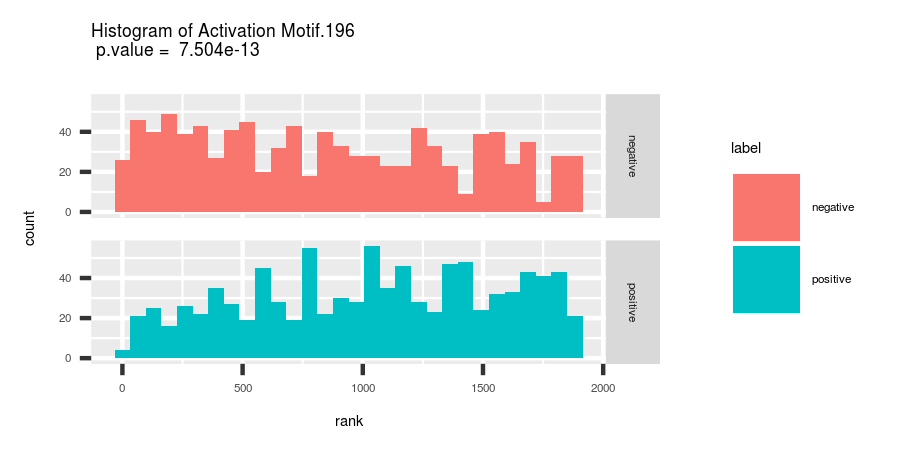 Histogram of Activation Motif.196
p.value = 7.504e-13
count
40
20
0
negative
40
20
0
positive
0
500
1000
1500
2000
rank
label
negative
positive